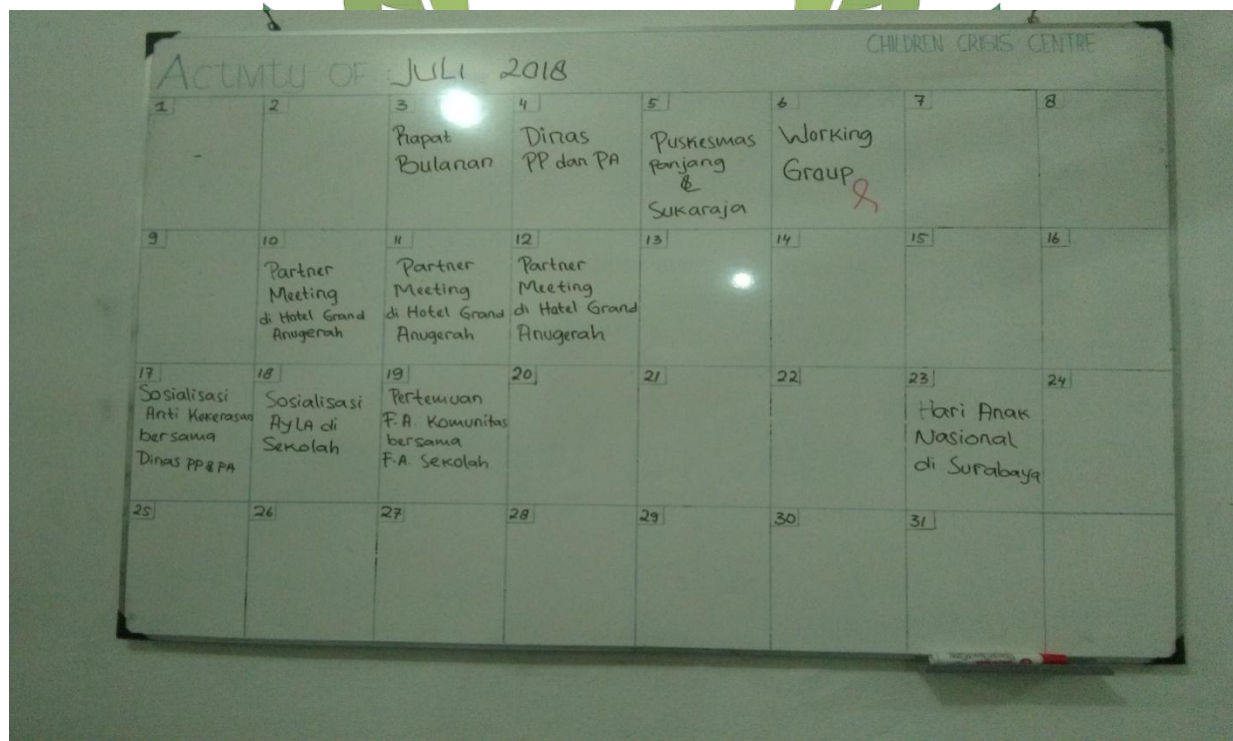 CHILDREN CRISIS CENTRE
ACTIVITY OF JULI 2018
1
-
2
3
Rapat
Bulanan
4
Dinas
PP dan PA
5
Puskesmas
Panjang
&
Sukaraja
6
Working
Group
7
8
9
10
Partner
Meeting
di Hotel Grand
Anugerah
11
Partner
Meeting
di Hotel Grand
Anugerah
12
Partner
Meeting
di Hotel Grand
Anugerah
13
14
15
16
17
Sosialisasi
Anti Kekerasan
bersama
Dinas PP & PA
18
Sosialisasi
AYLA di
Sekolah
19
Pertemuan
F.A. Komunitas
bersama
F.A. Sekolah
20
21
22
23
Hari Anak
Nasional
di Surabaya
24
25
26
27
28
29
30
31